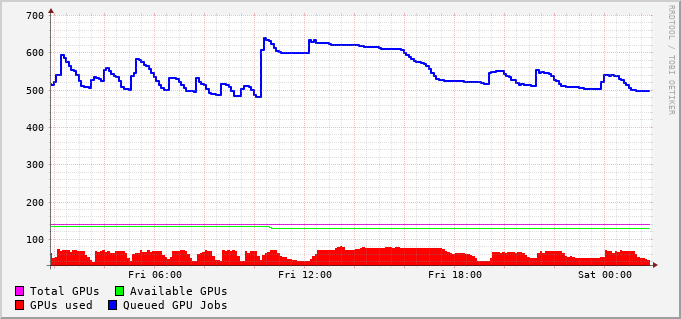 700
600
500
400
300
200
100
Fri 06:00 Fri 12:00 Fri 18:00 Sat 00:00
Total GPUs Available GPUs
GPUs used Queued GPU Jobs
RRDTOOL / TOBI OETIKER